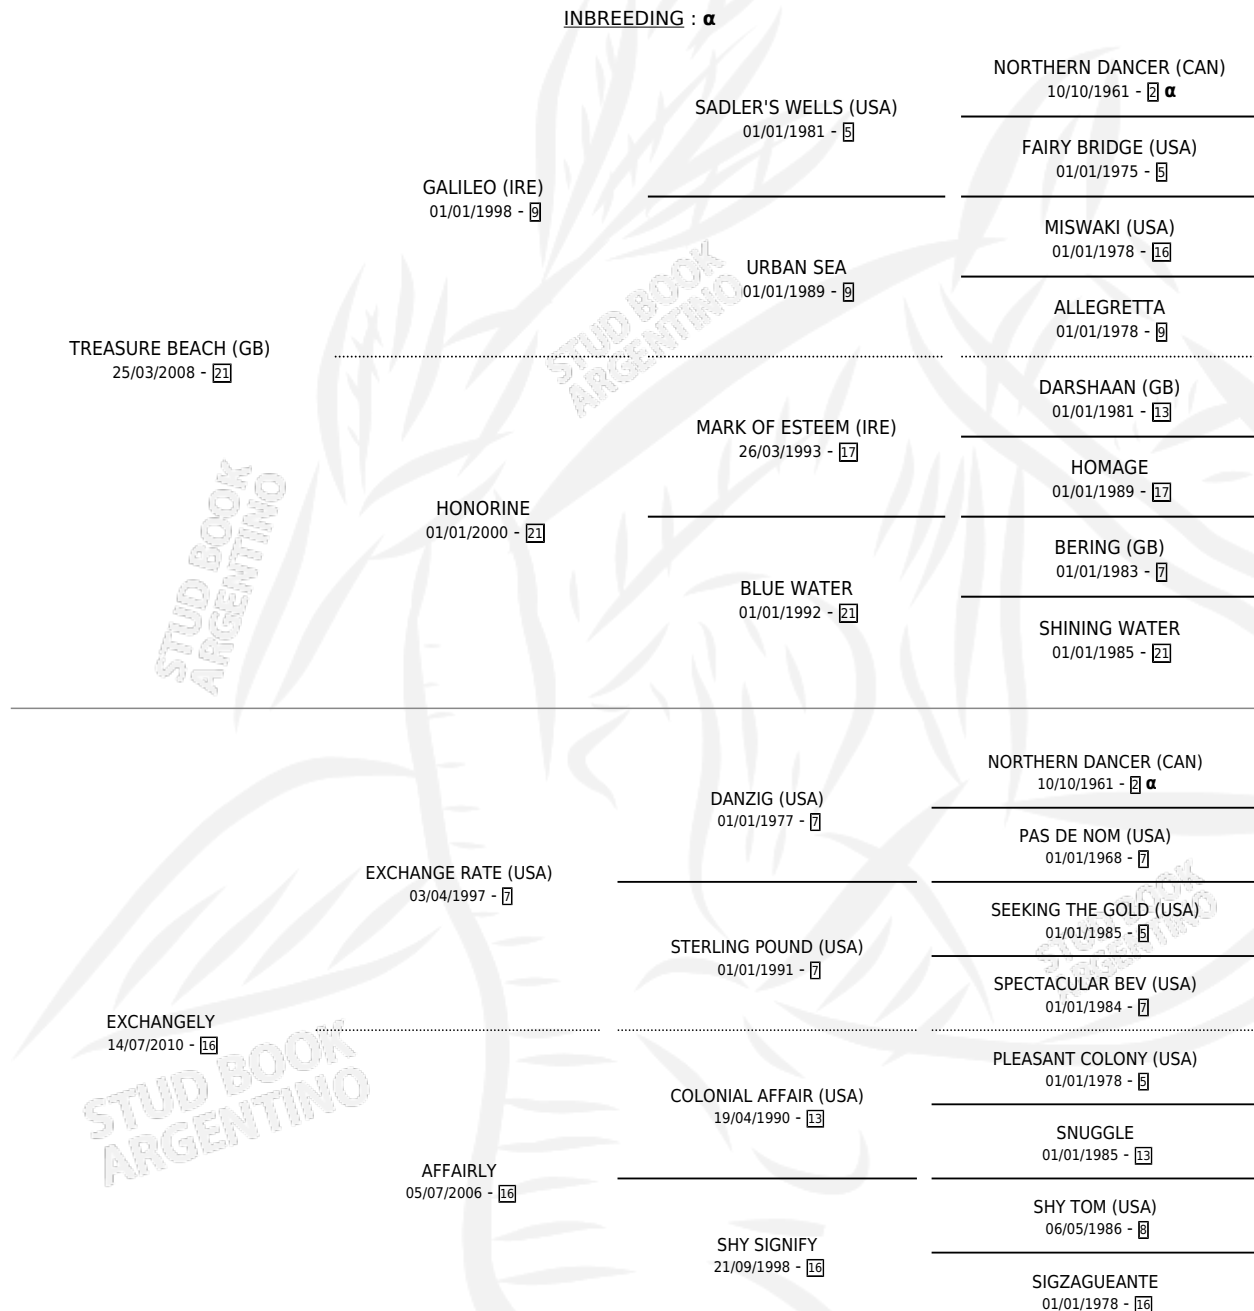 INBREEDING : α
NORTHERN DANCER (CAN)
10/10/1961 - 2 α
SADLER'S WELLS (USA)
01/01/1981 - 5
FAIRY BRIDGE (USA)
01/01/1975 - 5
GALILEO (IRE)
01/01/1998 - 9
MISWAKI (USA)
01/01/1978 - 16
URBAN SEA
01/01/1989 - 9
ALLEGRETTA
01/01/1978 - 9
TREASURE BEACH (GB)
25/03/2008 - 21
DARSHAAN (GB)
01/01/1981 - 13
MARK OF ESTEEM (IRE)
26/03/1993 - 17
HOMAGE
01/01/1989 - 17
HONORINE
01/01/2000 - 21
BERING (GB)
01/01/1983 - 7
BLUE WATER
01/01/1992 - 21
SHINING WATER
01/01/1985 - 21
NORTHERN DANCER (CAN)
10/10/1961 - 2 α
DANZIG (USA)
01/01/1977 - 7
PAS DE NOM (USA)
01/01/1968 - 7
EXCHANGE RATE (USA)
03/04/1997 - 7
SEEKING THE GOLD (USA)
01/01/1985 - 5
STERLING POUND (USA)
01/01/1991 - 7
SPECTACULAR BEV (USA)
01/01/1984 - 7
EXCHANGELY
14/07/2010 - 16
PLEASANT COLONY (USA)
01/01/1978 - 5
COLONIAL AFFAIR (USA)
19/04/1990 - 13
SNUGGLE
01/01/1985 - 13
AFFAIRLY
05/07/2006 - 16
SHY TOM (USA)
06/05/1986 - 8
SHY SIGNIFY
21/09/1998 - 16
SIGZAGUEANTE
01/01/1978 - 16
STUD BOOK
ARGENTINO
STUD BOOK
ARGENTINO
STUD BOOK
ARGENTINO
STUD BOOK
ARGENTINO